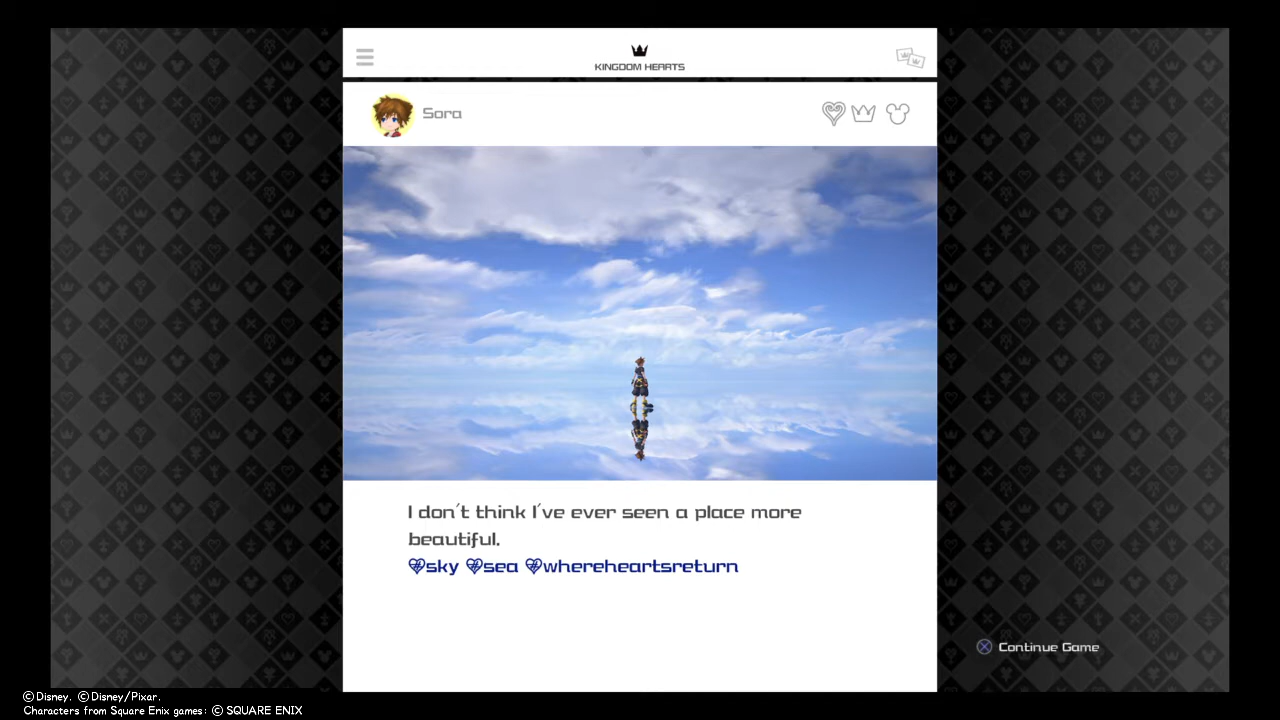 KINGDOM HEARTS
Sora
I don't think I've ever seen a place more
beautiful.
sky sea whereheartsreturn
Continue Game
©Disney. ©Disney/Pixar.
Characters from Square Enix games: © SQUARE ENIX